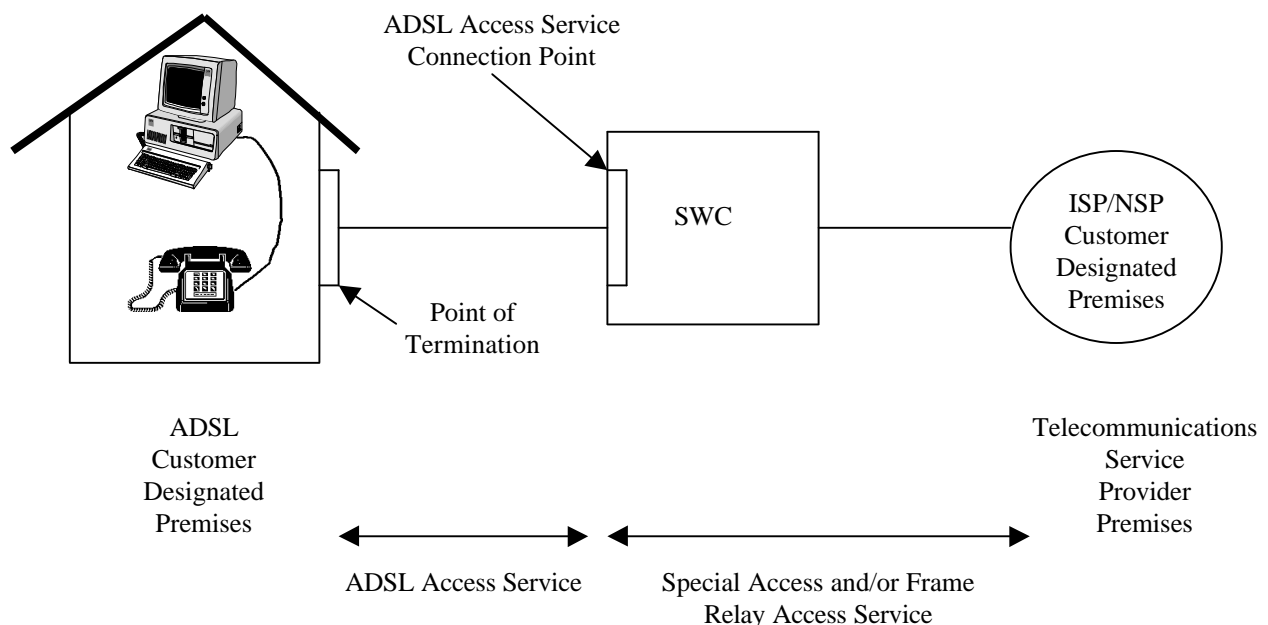 ADSL Access Service
Connection Point
SWC
ISP/NSP
Customer
Designated
Premises
Point of
Termination
ADSL
Customer
Designated
Premises
Telecommunications
Service
Provider
Premises
ADSL Access Service
Special Access and/or Frame
Relay Access Service